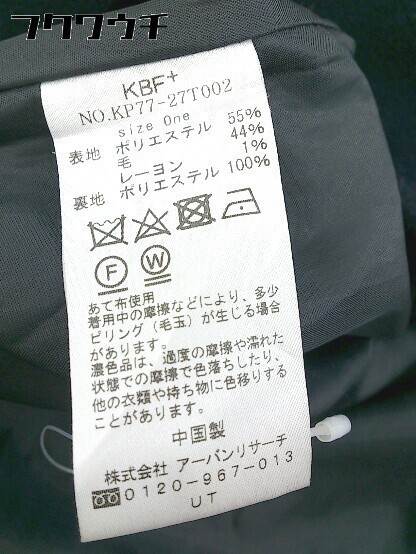 フクウウチ
KBF+
NO.KP77-27T002
size One
表地 ポリエステル 55%
毛 44%
レーヨン 1%
裏地 ポリエステル 100%
F W
あて布使用
着用中の摩擦などにより、多少
ピリング(毛玉)が生じる場合
があります。
濃色品は、過度の摩擦や濡れた
状態での摩擦で色落ちしたり、
他の衣類や持ち物に色移りする
ことがあります。
中国製
株式会社 アーバンリサーチ
0120-967-013
UT